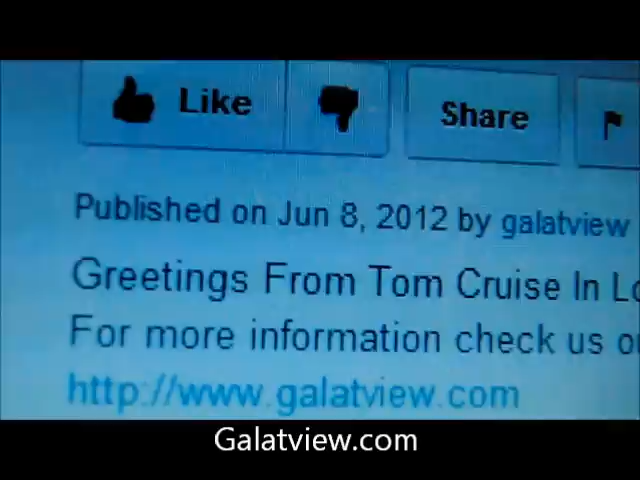 Like Share
Published on Jun 8, 2012 by galatview
Greetings From Tom Cruise In
For more information check us
http://www.galatview.com
Galatview.com